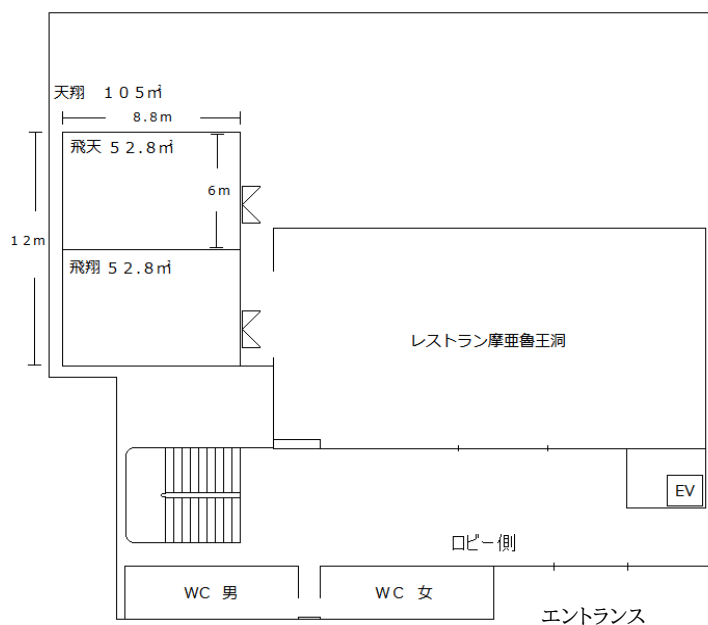 天翔 １０５㎡
8.8m
飛天 ５２.８㎡
6m
12m
飛翔 ５２.８㎡
レストラン摩亜魯王洞
EV
ロビー側
WC 男
WC 女
エントランス